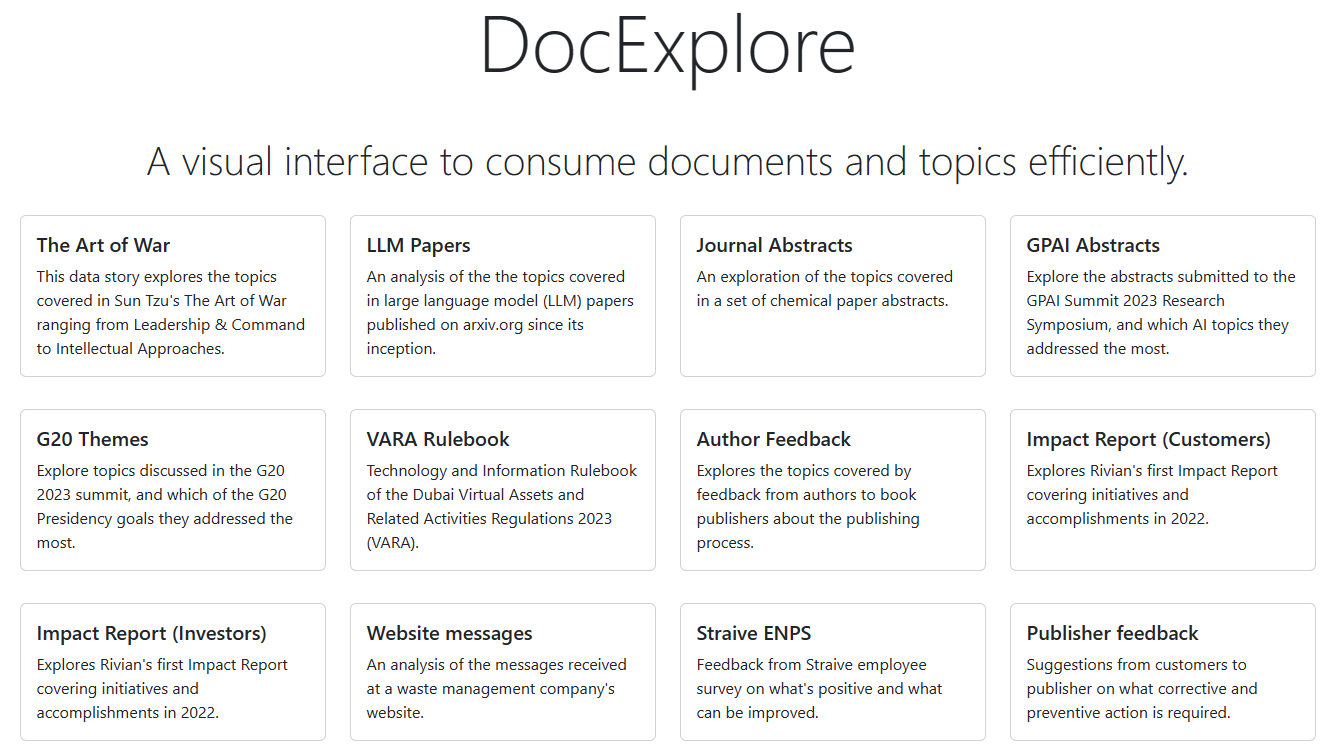 DocExplore
A visual interface to consume documents and topics efficiently.
The Art of War
This data story explores the topics
covered in Sun Tzu's The Art of War
ranging from Leadership & Command
to Intellectual Approaches.
LLM Papers
An analysis of the the topics covered
in large language model (LLM) papers
published on arxiv.org since its
inception.
Journal Abstracts
An exploration of the topics covered
in a set of chemical paper abstracts.
GPAI Abstracts
Explore the abstracts submitted to the
GPAI Summit 2023 Research
Symposium, and which AI topics they
addressed the most.
G20 Themes
Explore topics discussed in the G20
2023 summit, and which of the G20
Presidency goals they addressed the
most.
VARA Rulebook
Technology and Information Rulebook
of the Dubai Virtual Assets and
Related Activities Regulations 2023
(VARA).
Author Feedback
Explores the topics covered by
feedback from authors to book
publishers about the publishing
process.
Impact Report (Customers)
Explores Rivian's first Impact Report
covering initiatives and
accomplishments in 2022.
Impact Report (Investors)
Explores Rivian's first Impact Report
covering initiatives and
accomplishments in 2022.
Website messages
An analysis of the messages received
at a waste management company's
website.
Straive ENPS
Feedback from Straive employee
survey on what's positive and what
can be improved.
Publisher feedback
Suggestions from customers to
publisher on what corrective and
preventive action is required.